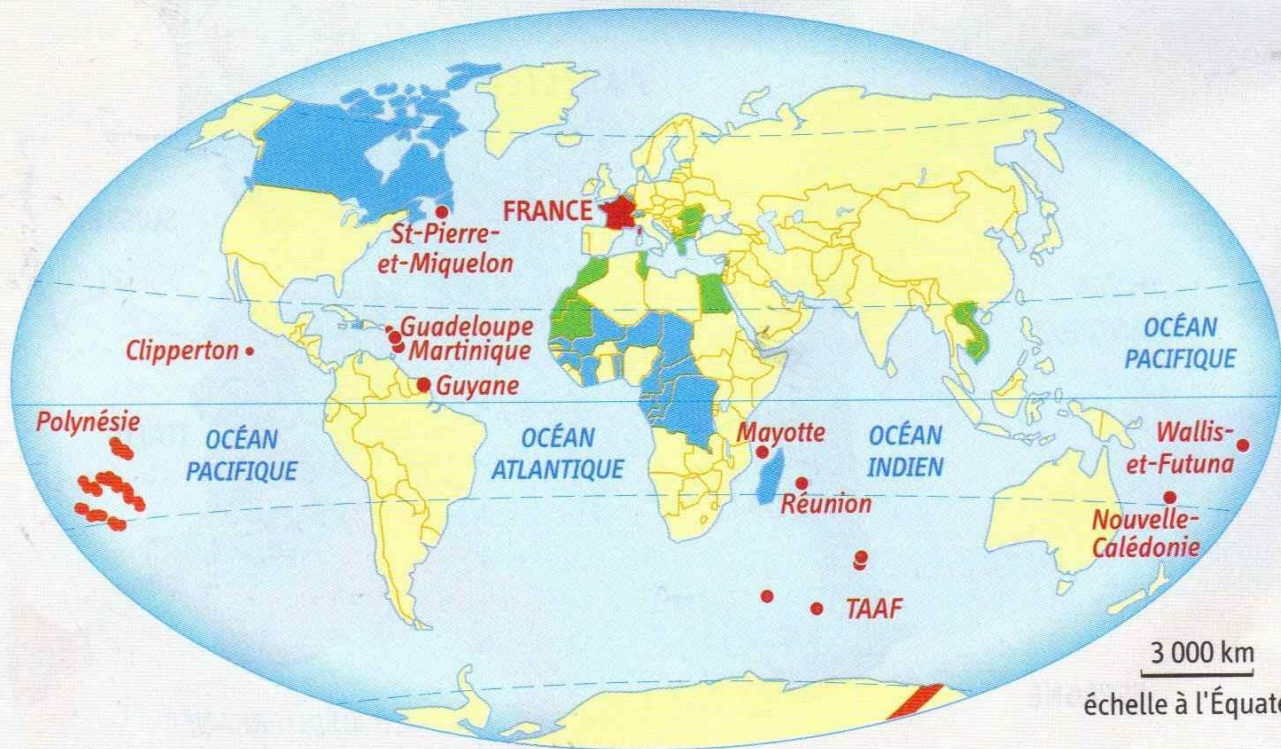 FRANCE
St-Pierre-
et-Miquelon
Guadeloupe
Martinique
Clipperton
Guyane
OCÉAN
PACIFIQUE
Polynésie
OCÉAN
PACIFIQUE
OCÉAN
ATLANTIQUE
Mayotte
OCÉAN
INDIEN
Wallis-
et-Futuna
Réunion
Nouvelle-
Calédonie
TAAF
3 000 km
échelle à l'Équate